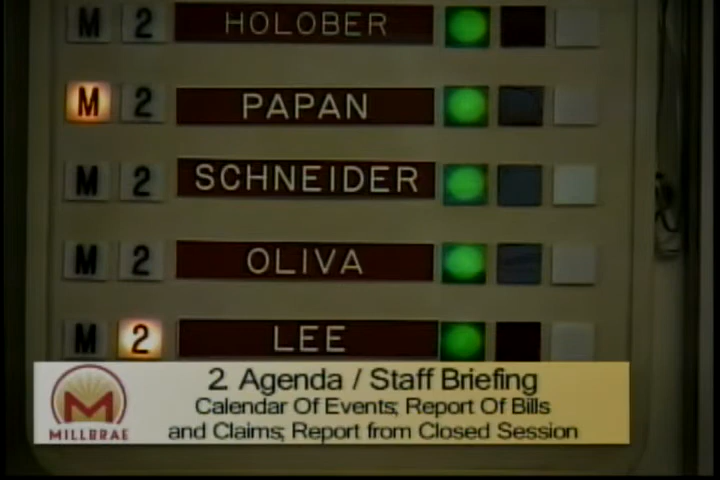 M 2 HOLOBER
M 2 PAPAN
M 2 SCHNEIDER
M 2 OLIVA
M 2 LEE
2. Agenda / Staff Briefing
Calendar Of Events; Report Of Bills
and Claims; Report from Closed Session
M
MILLBRAE